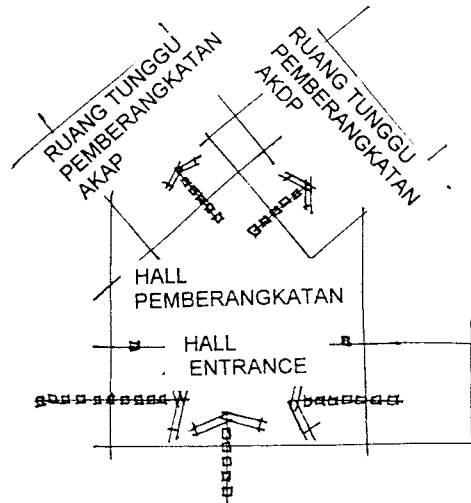 RUANG TUNGGU
PEMBERANGKATAN
AKAP
RUANG TUNGGU
PEMBERANGKATAN
AKDP
HALL
PEMBERANGKATAN
HALL
ENTRANCE